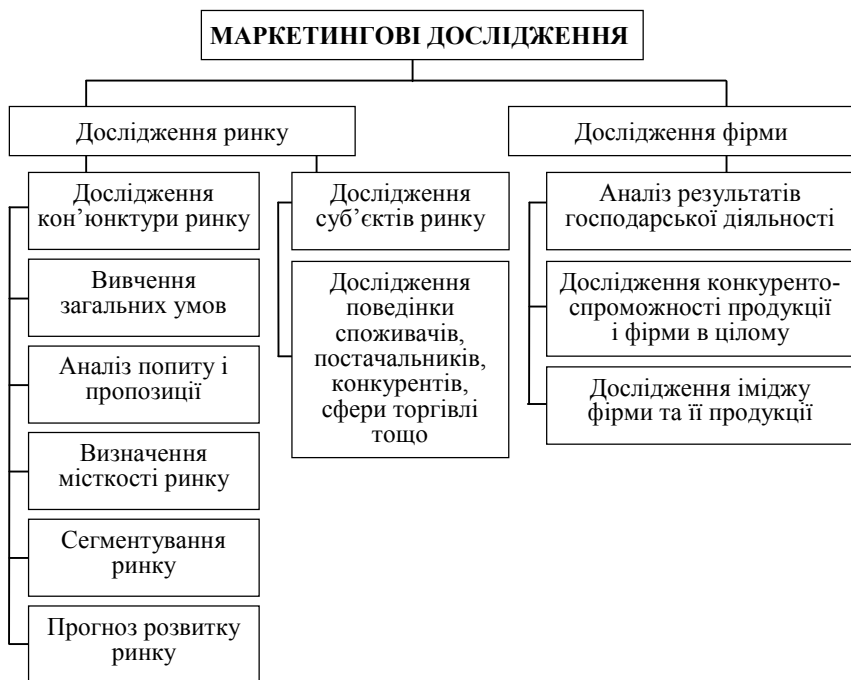 МАРКЕТИНГОВІ ДОСЛІДЖЕННЯ
Дослідження ринку
Дослідження фірми
Дослідження
кон’юнктури ринку
Вивчення
загальних умов
Аналіз попиту і
пропозиції
Визначення
місткості ринку
Сегментування
ринку
Прогноз розвитку
ринку
Дослідження
суб’єктів ринку
Дослідження
поведінки
споживачів,
постачальників,
конкурентів,
сфери торгівлі
тощо
Аналіз результатів
господарської діяльності
Дослідження конкуренто-
спроможності продукції
і фірми в цілому
Дослідження іміджу
фірми та її продукції